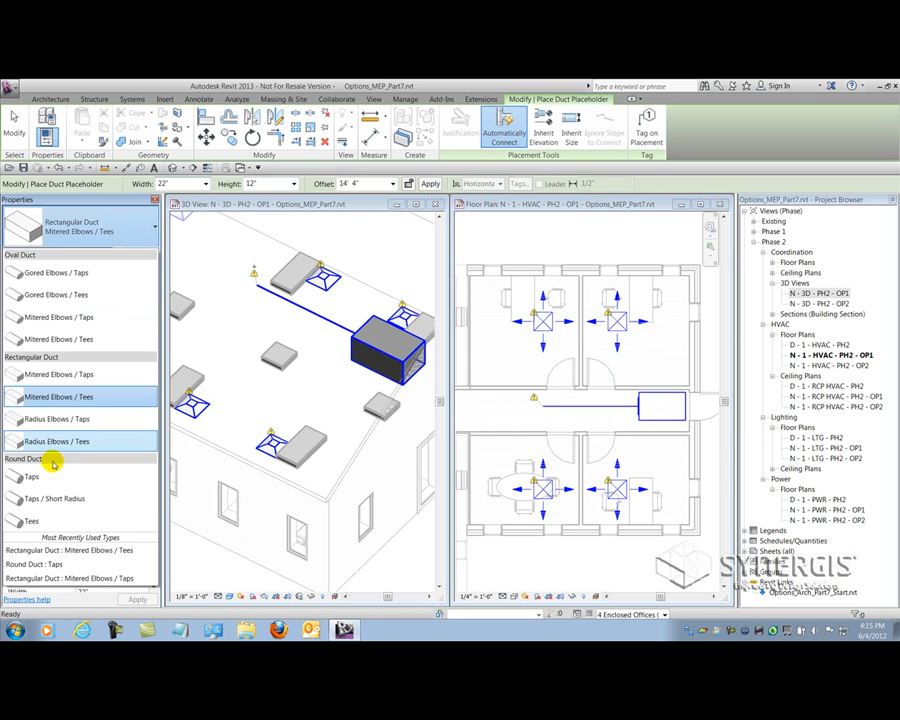 Autodesk Revit 2013 - Not For Resale Version - Options_MEP_Part7.rvt
Type a keyword or phrase
Sign In
Architecture Structure Systems Insert Annotate Analyze Massing & Site Collaborate View Manage Add-Ins Extensions Modify | Place Duct Placeholder
Modify
Paste
Cope
Cut
Join
Justification
Automatically Connect
Inherit Elevation
Inherit Size
Ignore Slope to Connect
Tag on Placement
Select Properties Clipboard Geometry Modify View Measure Create Placement Tools Tag
Modify | Place Duct Placeholder Width: 22" Height: 12" Offset: 14' 4" Apply Horizontal Tags... Leader 1/2"
Properties
Rectangular Duct
Mitered Elbows / Tees
Oval Duct
Gored Elbows / Taps
Gored Elbows / Tees
Mitered Elbows / Taps
Mitered Elbows / Tees
Rectangular Duct
Mitered Elbows / Taps
Mitered Elbows / Tees
Radius Elbows / Taps
Radius Elbows / Tees
Round Duct
Taps
Taps / Short Radius
Tees
Most Recently Used Types
Rectangular Duct : Mitered Elbows / Tees
Round Duct : Taps
Rectangular Duct : Mitered Elbows / Taps
Width 22"
Properties help
Apply
3D View: N - 3D - PH2 - OP1 - Options_MEP_Part7.rvt
1/8" = 1'-0"
Floor Plan: N - 1 - HVAC - PH2 - OP1 - Options_MEP_Part7.rvt
1/8" = 1'-0"
Options_MEP_Part7.rvt - Project Browser
Views (Phase)
Existing
Phase 1
Phase 2
Coordination
Floor Plans
Ceiling Plans
3D Views
N - 3D - PH2 - OP1
N - 3D - PH2 - OP2
Sections (Building Section)
HVAC
Floor Plans
D - 1 - HVAC - PH2
N - 1 - HVAC - PH2 - OP1
N - 1 - HVAC - PH2 - OP2
Ceiling Plans
D - 1 - RCP HVAC - PH2
N - 1 - RCP HVAC - PH2 - OP1
N - 1 - RCP HVAC - PH2 - OP2
Lighting
Floor Plans
D - 1 - LTG - PH2
N - 1 - LTG - PH2 - OP1
N - 1 - LTG - PH2 - OP2
Ceiling Plans
Power
Floor Plans
D - 1 - PWR - PH2
N - 1 - PWR - PH2 - OP1
N - 1 - PWR - PH2 - OP2
Legends
Schedules/Quantities
Sheets (all)
Families
Groups
Revit Links
Options_Arch_Part7_Start.rvt
SYNERGIS
Ready
:0
4 Enclosed Offices (
:0
4:15 PM
6/4/2012